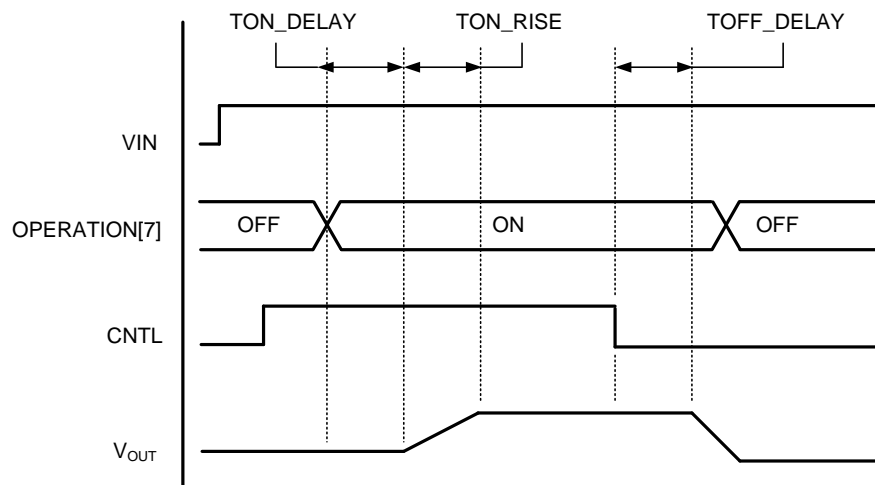 TON_DELAY TON_RISE TOFF_DELAY
VIN
OPERATION[7] OFF ON OFF
CNTL
VOUT